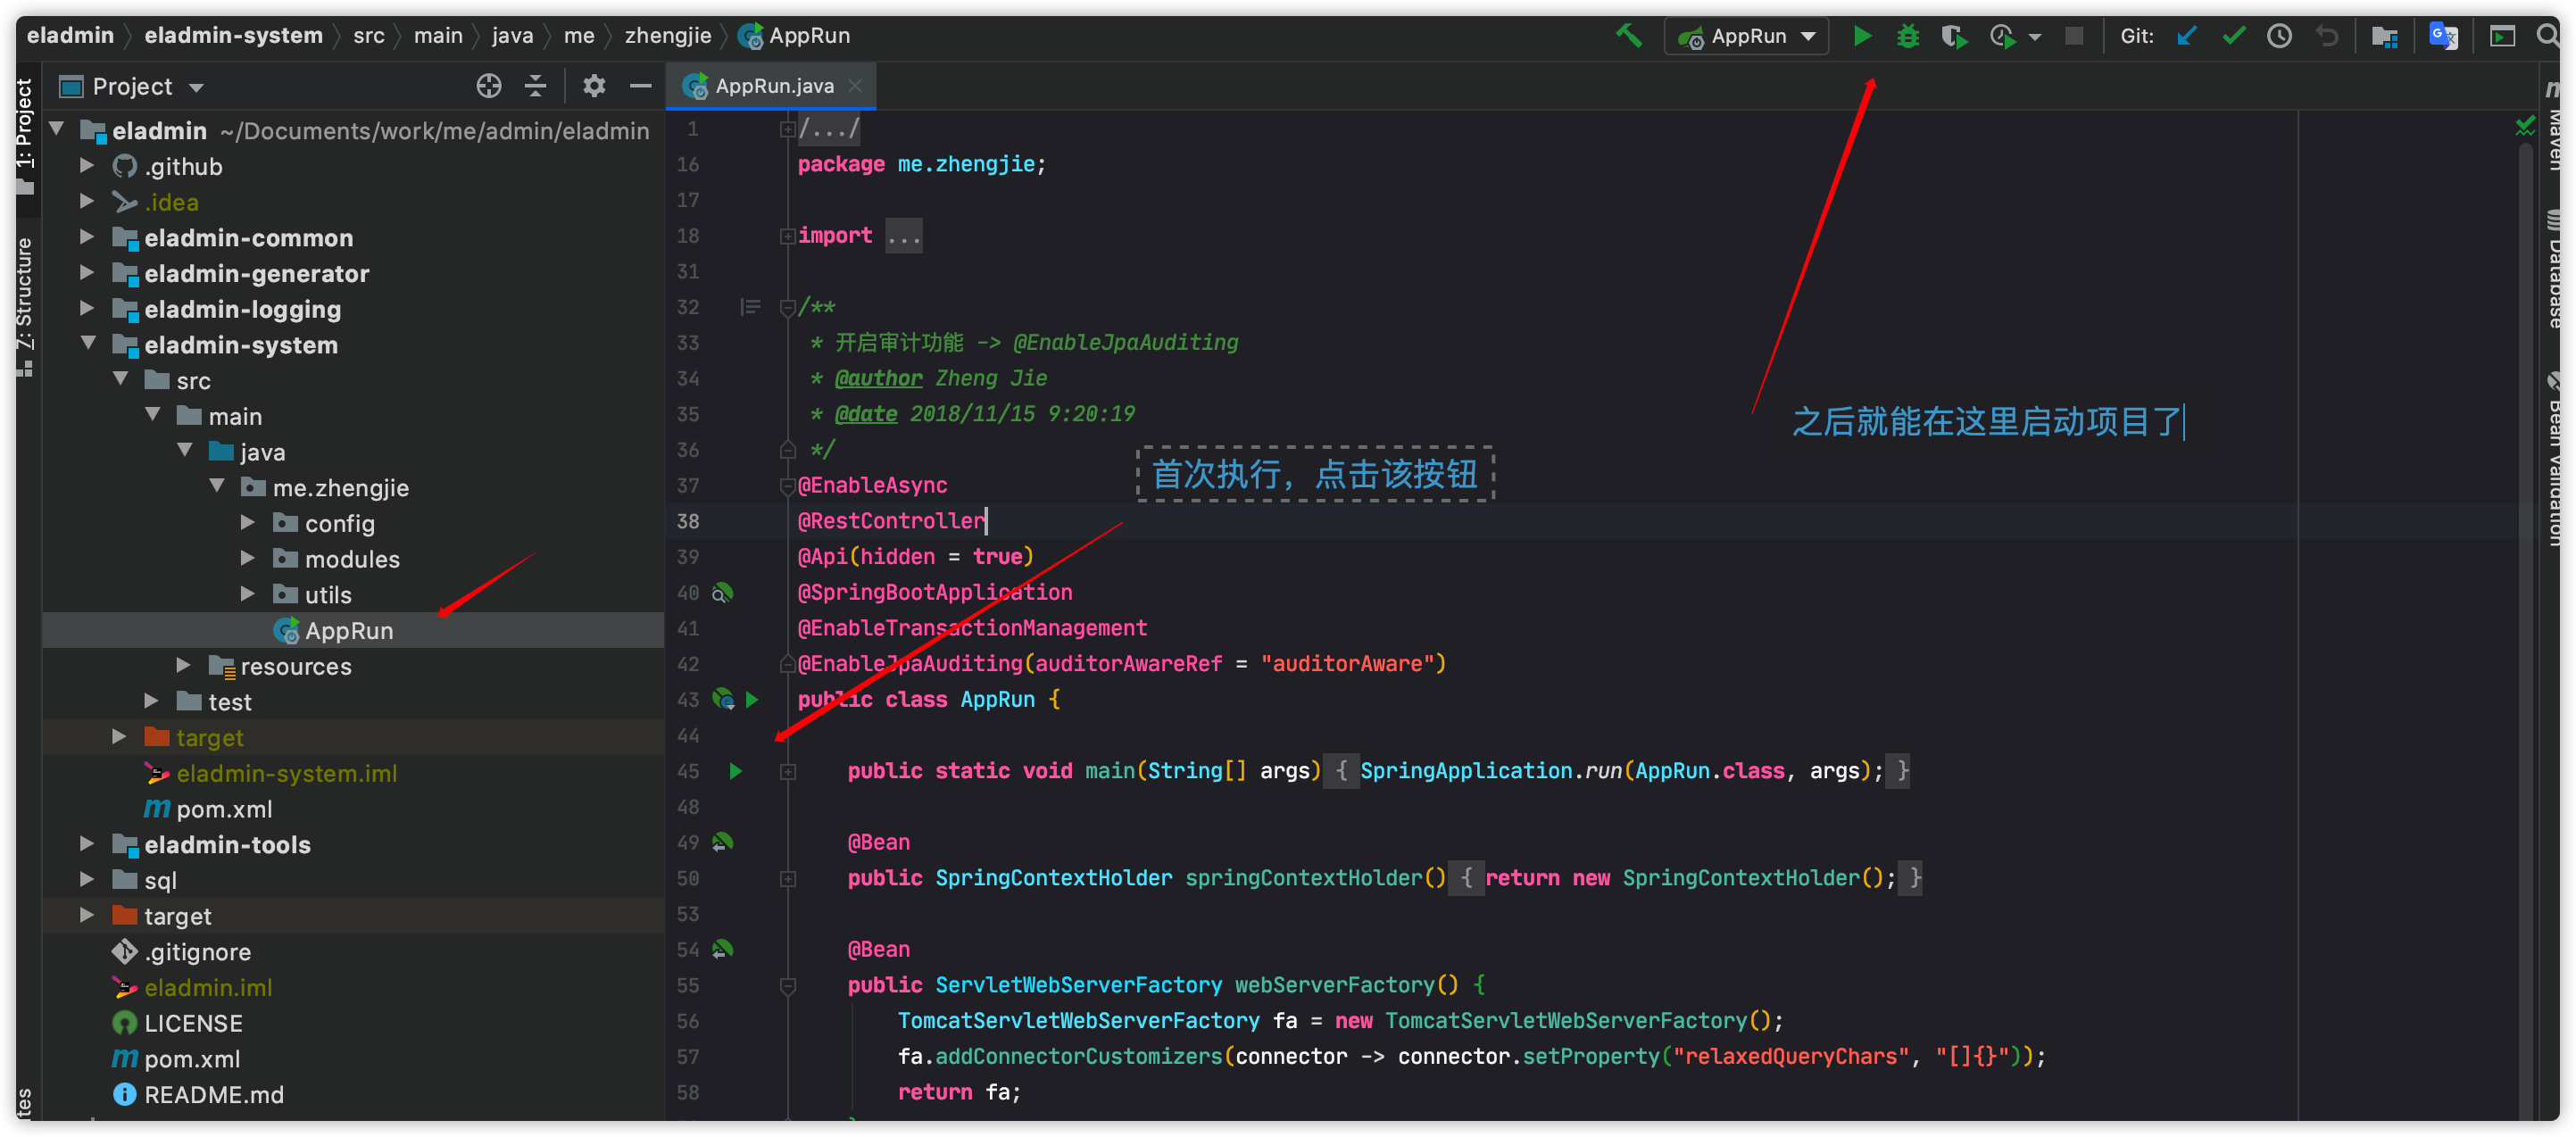 eladmin eladmin-system src main java me zhengjie AppRun
AppRun
Git:
Project
AppRun.java
1: Project
7: Structure
eladmin ~/Documents/work/me/admin/eladmin
.github
.idea
eladmin-common
eladmin-generator
eladmin-logging
eladmin-system
src
main
java
me.zhengjie
config
modules
utils
AppRun
resources
test
target
eladmin-system.iml
pom.xml
eladmin-tools
sql
target
.gitignore
eladmin.iml
LICENSE
pom.xml
README.md
1 /.../
16 package me.zhengjie;
17
18 import ...
31
32 /**
33 * 开启审计功能 -> @EnableJpaAuditing
34 * @author Zheng Jie
35 * @date 2018/11/15 9:20:19
36 */
37 @EnableAsync
38 @RestController
39 @Api(hidden = true)
40 @SpringBootApplication
41 @EnableTransactionManagement
42 @EnableJpaAuditing(auditorAwareRef = "auditorAware")
43 public class AppRun {
44
45 public static void main(String[] args) { SpringApplication.run(AppRun.class, args); }
48
49 @Bean
50 public SpringContextHolder springContextHolder() { return new SpringContextHolder(); }
53
54 @Bean
55 public ServletWebServerFactory webServerFactory() {
56 TomcatServletWebServerFactory fa = new TomcatServletWebServerFactory();
57 fa.addConnectorCustomizers(connector -> connector.setProperty("relaxedQueryChars", "[]{}"));
58 return fa;
首次执行，点击该按钮
之后就能在这里启动项目了
Maven
Database
Bean Validation